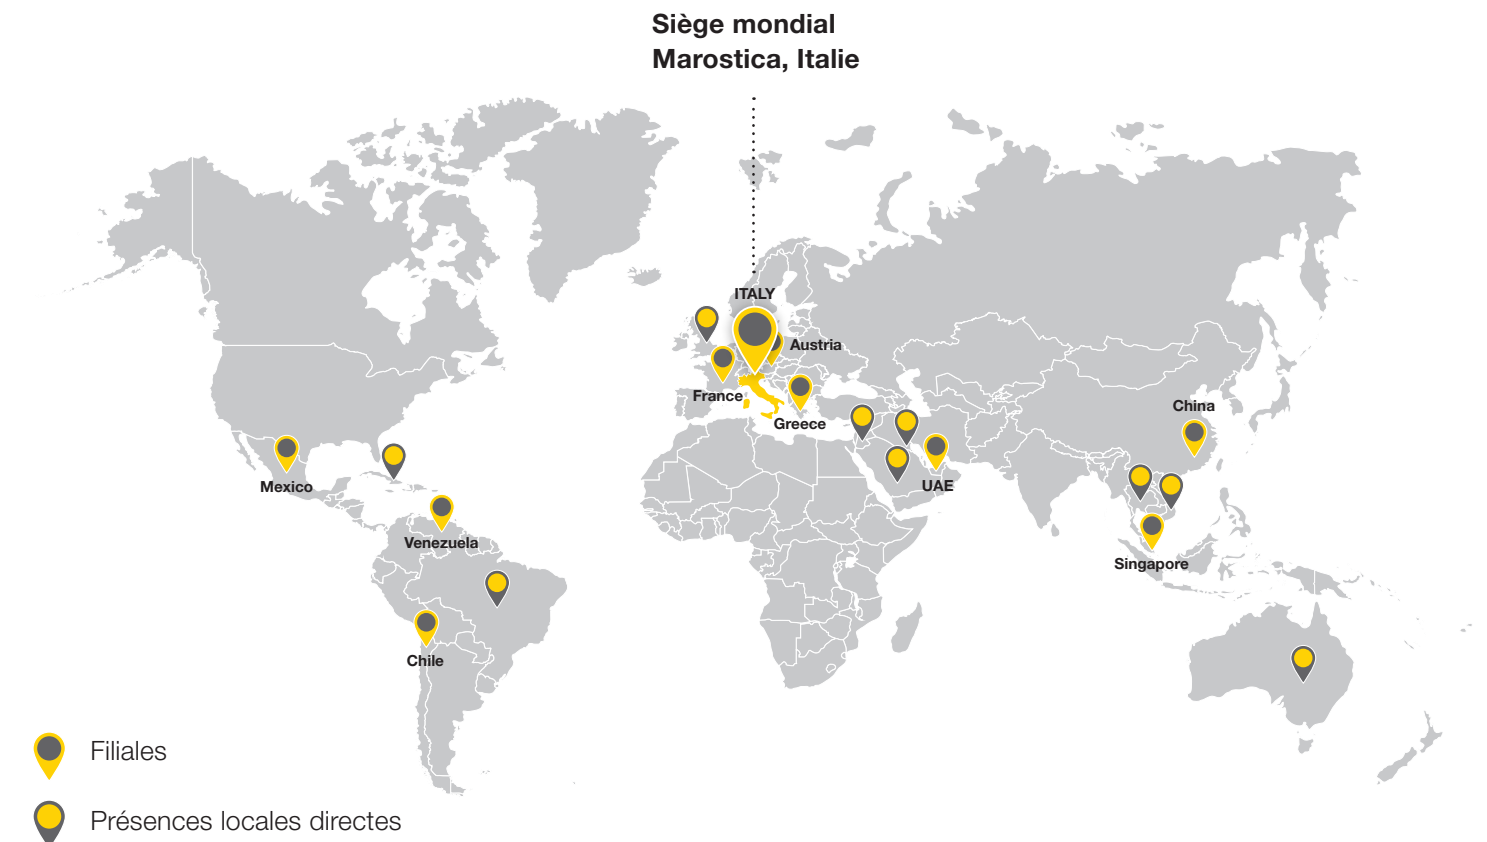 Siège mondial
Marostica, Italie
ITALY
Austria
France
Greece
China
Mexico
UAE
Venezuela
Singapore
Chile
Filiales
Présences locales directes